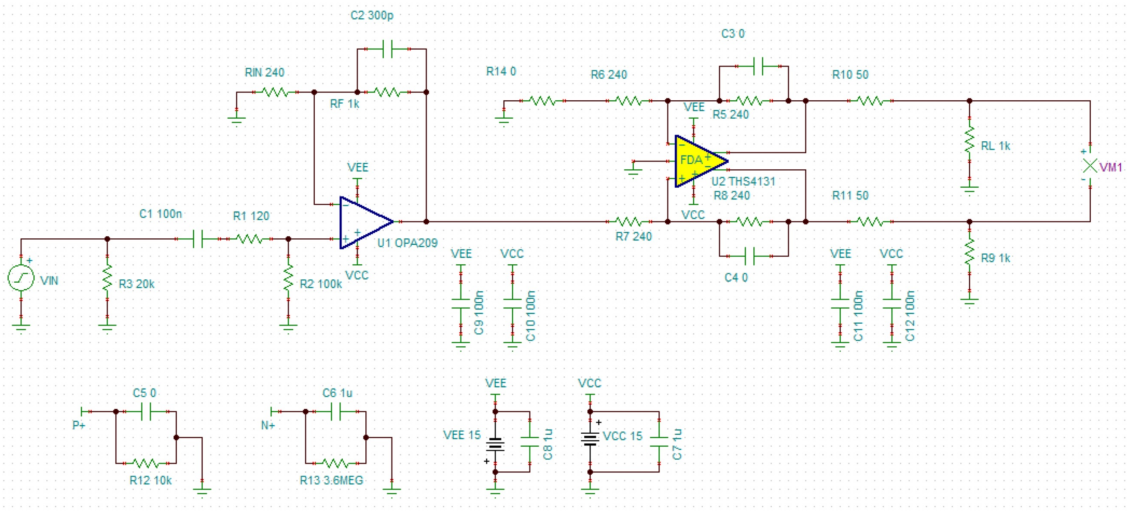 C2 300p
C3 0
RIN 240
R14 0
R6 240
R10 50
RF 1k
VEE
R5 240
RL 1k
VEE
FDA
VM1
U2 THS4131
C1 100n
R1 120
R8 240
VCC
R11 50
U1 OPA209
R7 240
VIN
R3 20k
R2 100k
VCC
VEE
VCC
C4 0
VEE
VCC
R9 1k
C9 100n
C10 100n
C11 100n
C12 100n
C5 0
C6 1u
VEE
VCC
P+
N+
VEE 15
C8 1u
VCC 15
C7 1u
R12 10k
R13 3.6MEG